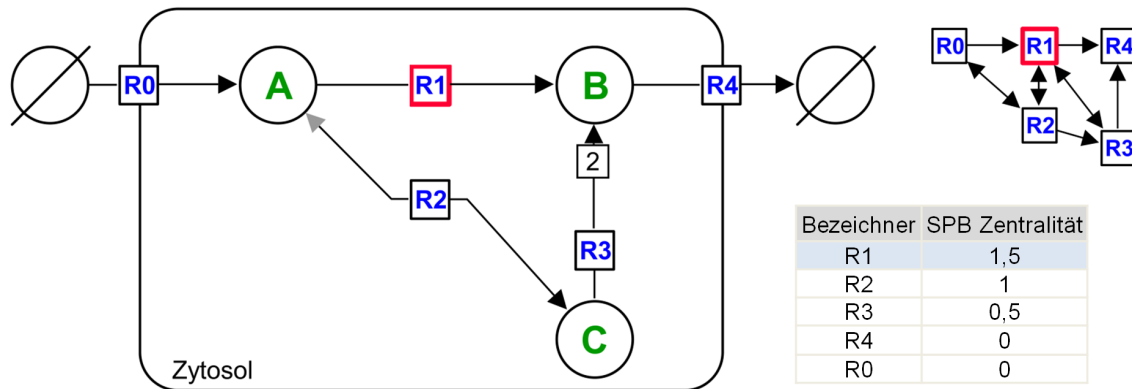 R0
A
R1
B
R4
R2
2
R3
C
Zytosol
R0
R1
R4
R2
R3
Bezeichner SPB Zentralität
R1 1,5
R2 1
R3 0,5
R4 0
R0 0